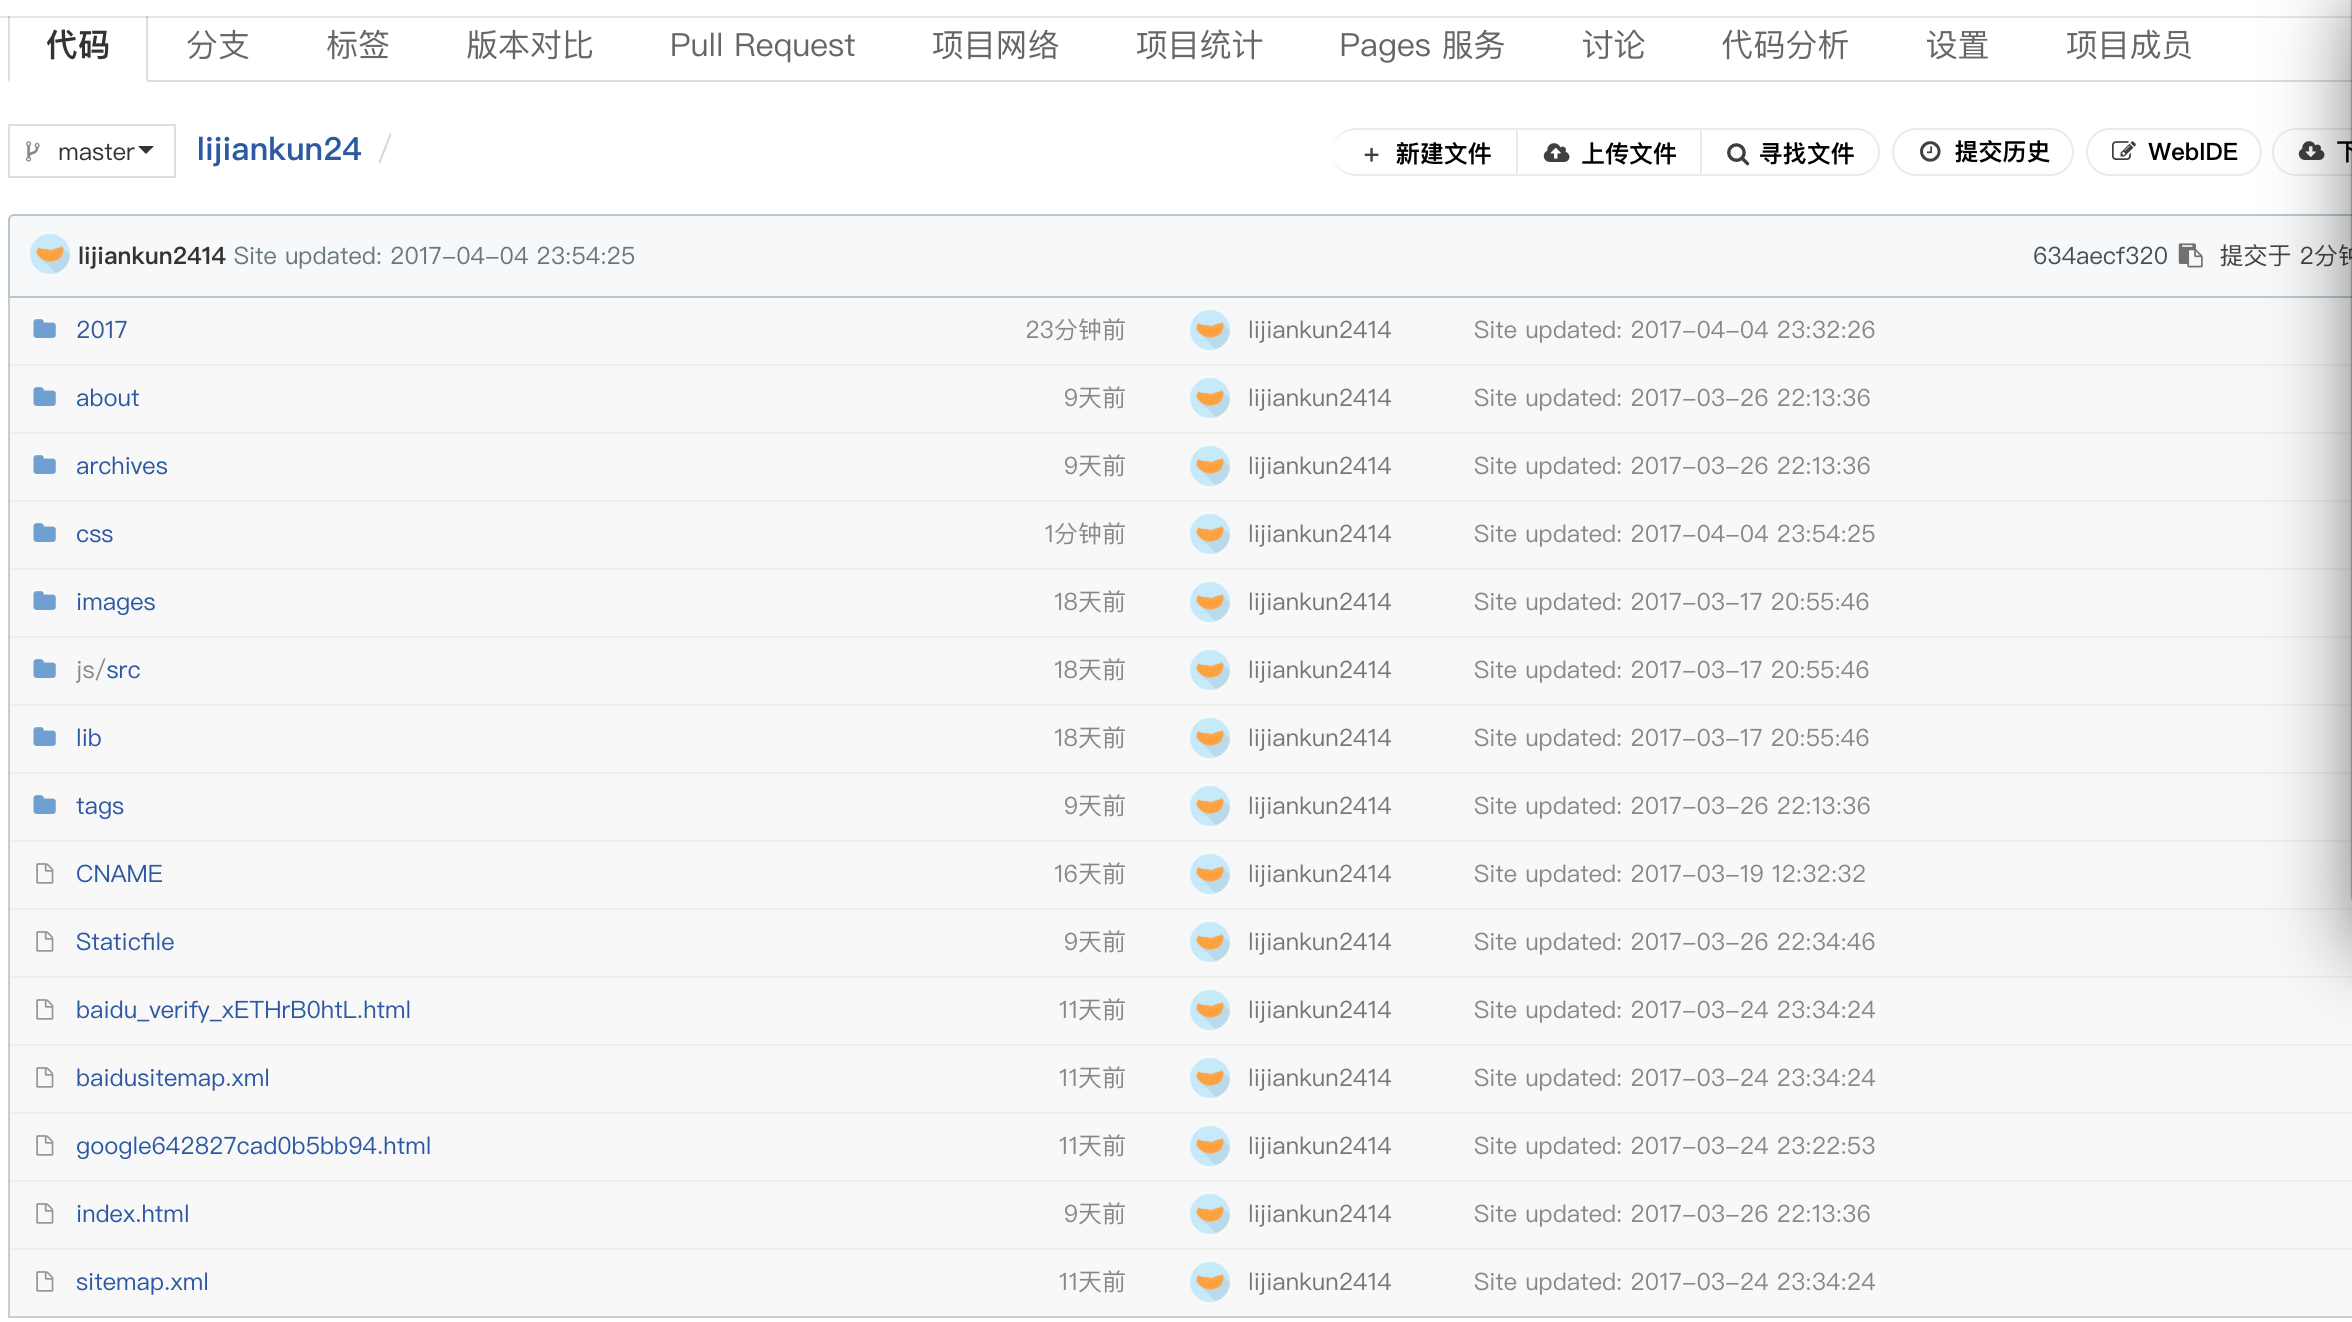 代码 分支 标签 版本对比 Pull Request 项目网络 项目统计 Pages 服务 讨论 代码分析 设置 项目成员
master lijiankun24 / + 新建文件 上传文件 寻找文件 提交历史 WebIDE
lijiankun2414 Site updated: 2017-04-04 23:54:25 634aecf320 提交于 2分钟
2017 23分钟前 lijiankun2414 Site updated: 2017-04-04 23:32:26
about 9天前 lijiankun2414 Site updated: 2017-03-26 22:13:36
archives 9天前 lijiankun2414 Site updated: 2017-03-26 22:13:36
css 1分钟前 lijiankun2414 Site updated: 2017-04-04 23:54:25
images 18天前 lijiankun2414 Site updated: 2017-03-17 20:55:46
js/src 18天前 lijiankun2414 Site updated: 2017-03-17 20:55:46
lib 18天前 lijiankun2414 Site updated: 2017-03-17 20:55:46
tags 9天前 lijiankun2414 Site updated: 2017-03-26 22:13:36
CNAME 16天前 lijiankun2414 Site updated: 2017-03-19 12:32:32
Staticfile 9天前 lijiankun2414 Site updated: 2017-03-26 22:34:46
baidu_verify_xETHrB0htL.html 11天前 lijiankun2414 Site updated: 2017-03-24 23:34:24
baidusitemap.xml 11天前 lijiankun2414 Site updated: 2017-03-24 23:34:24
google642827cad0b5bb94.html 11天前 lijiankun2414 Site updated: 2017-03-24 23:22:53
index.html 9天前 lijiankun2414 Site updated: 2017-03-26 22:13:36
sitemap.xml 11天前 lijiankun2414 Site updated: 2017-03-24 23:34:24